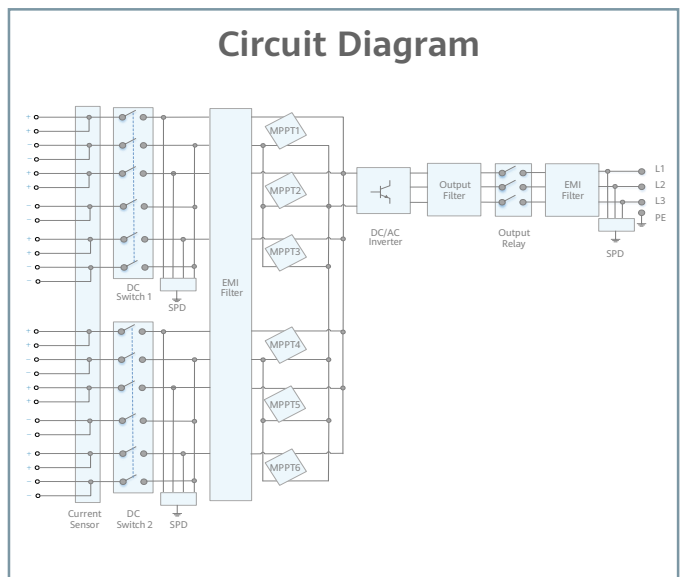 Circuit Diagram
MPPT1
MPPT2
MPPT3
MPPT4
MPPT5
MPPT6
EMI
Filter
DC
Switch 1
SPD
Current
Sensor
DC
Switch 2
SPD
DC/AC
Inverter
Output
Filter
Output
Relay
EMI
Filter
SPD
L1
L2
L3
PE